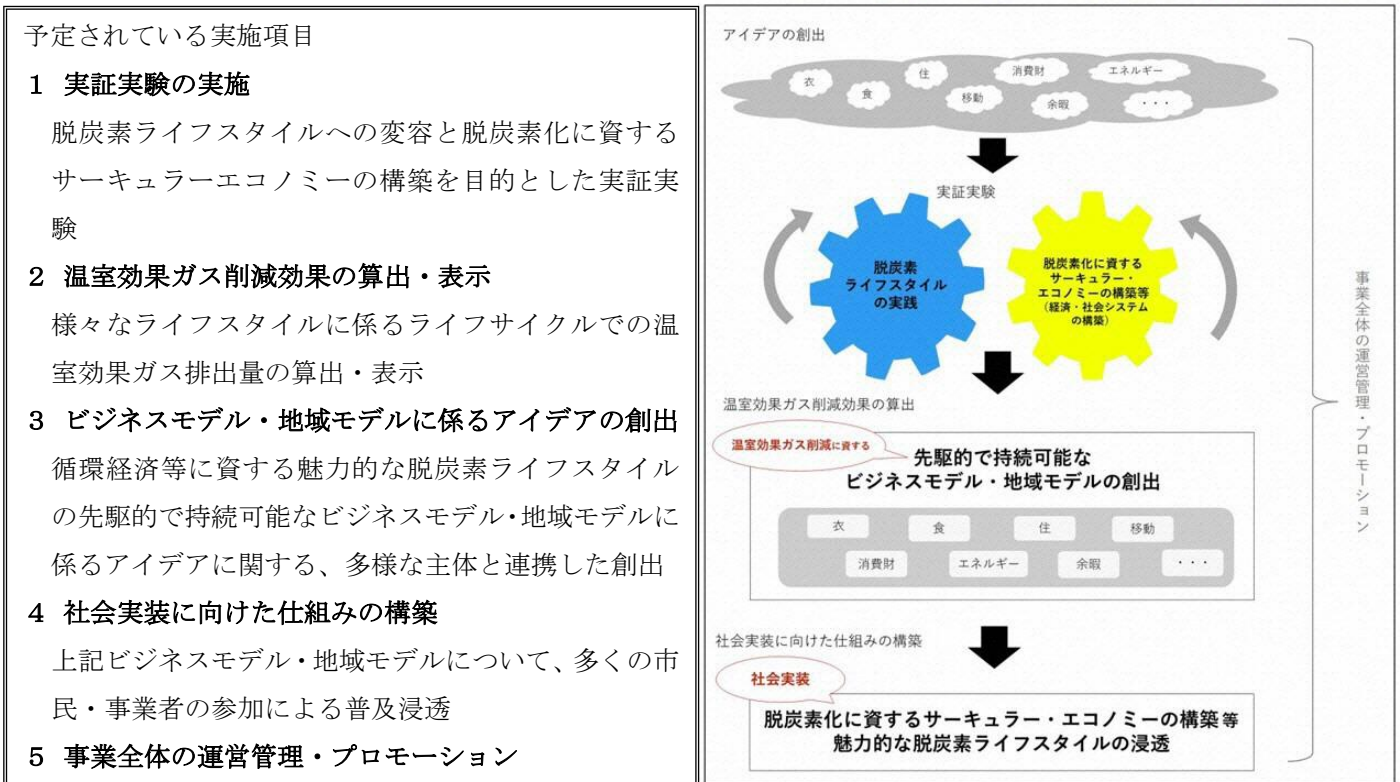 予定されている実施項目
1 実証実験の実施
脱炭素ライフスタイルへの変容と脱炭素化に資する
サーキュラーエコノミーの構築を目的とした実証実
験
2 温室効果ガス削減効果の算出・表示
様々なライフスタイルに係るライフサイクルでの温
室効果ガス排出量の算出・表示
3 ビジネスモデル・地域モデルに係るアイデアの創出
循環経済等に資する魅力的な脱炭素ライフスタイル
の先駆的で持続可能なビジネスモデル・地域モデルに
係るアイデアに関する、多様な主体と連携した創出
4 社会実装に向けた仕組みの構築
上記ビジネスモデル・地域モデルについて、多くの市
民・事業者の参加による普及浸透
5 事業全体の運営管理・プロモーション
アイデアの創出
衣
食
住
移動
消費財
余暇
エネルギー
・・・
実証実験
脱炭素
ライフスタイル
の実践
脱炭素化に資する
サーキュラー・
エコノミーの構築等
(経済・社会システム
の構築)
温室効果ガス削減効果の算出
温室効果ガス削減に資する
先駆的で持続可能な
ビジネスモデル・地域モデルの創出
衣 食 住 移動
消費財 エネルギー 余暇 ・・・
社会実装に向けた仕組みの構築
社会実装
脱炭素化に資するサーキュラー・エコノミーの構築等
魅力的な脱炭素ライフスタイルの浸透
事業全体の運営管理・プロモーション